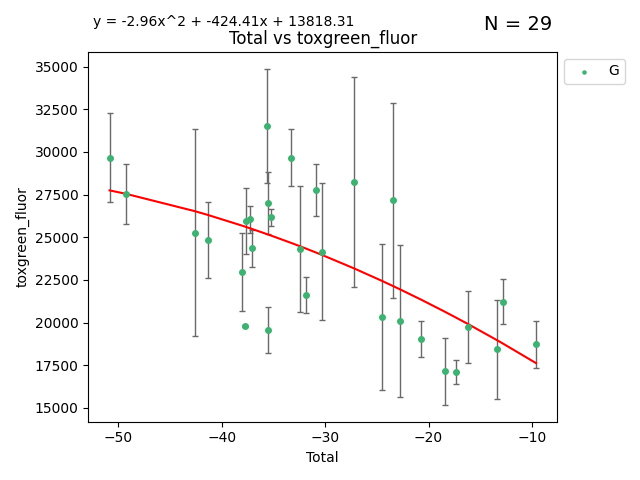 y = -2.96x^2 + -424.41x + 13818.31
N = 29
Total vs toxgreen_fluor
G
35000
32500
30000
27500
25000
22500
20000
17500
15000
toxgreen_fluor
−50
−40
−30
−20
−10
Total